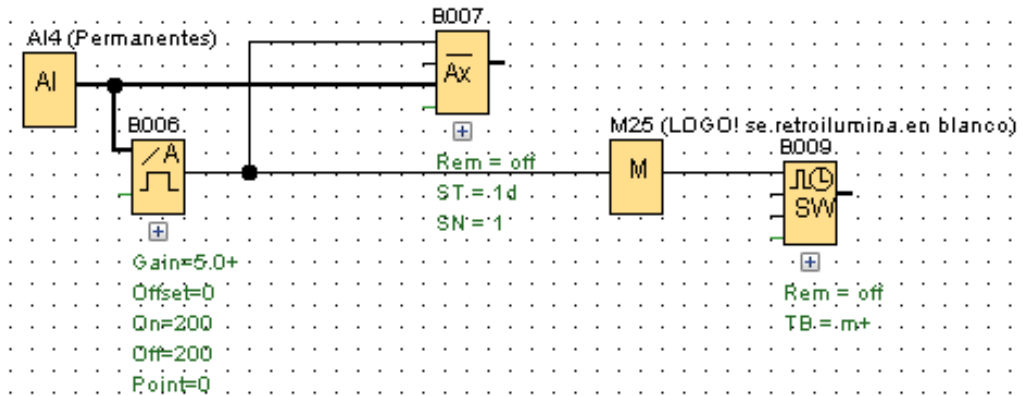 B007
AI4 (Permanentes)
AI
Ax
B006
/A
M25 (LOGO! se retroilumina en blanco)
B009
M
SW
Rem = off
ST = 1d
SN = 1
Gain=5.0+
Offset=0
On=200
Off=200
Point=0
Rem = off
TB = m+